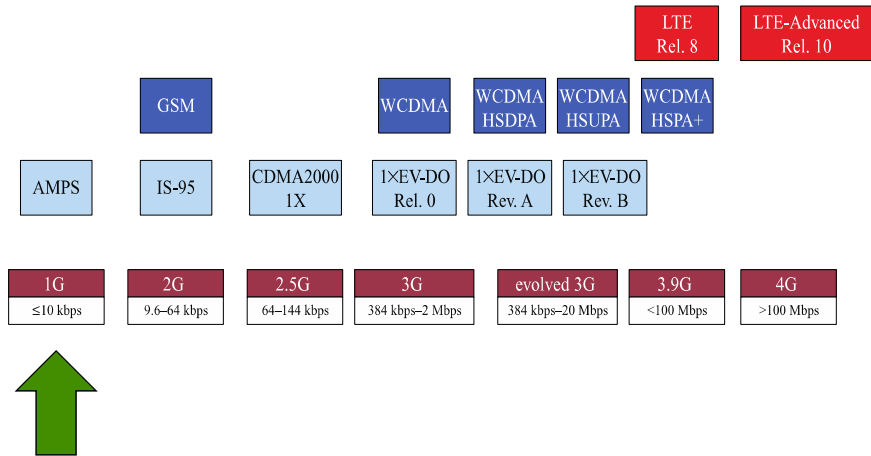 LTE
Rel. 8
LTE-Advanced
Rel. 10
GSM
WCDMA
WCDMA
HSDPA
WCDMA
HSUPA
WCDMA
HSPA+
AMPS
IS-95
CDMA2000
1X
1×EV-DO
Rel. 0
1×EV-DO
Rev. A
1×EV-DO
Rev. B
1G
≤10 kbps
2G
9.6–64 kbps
2.5G
64–144 kbps
3G
384 kbps–2 Mbps
evolved 3G
384 kbps–20 Mbps
3.9G
<100 Mbps
4G
>100 Mbps